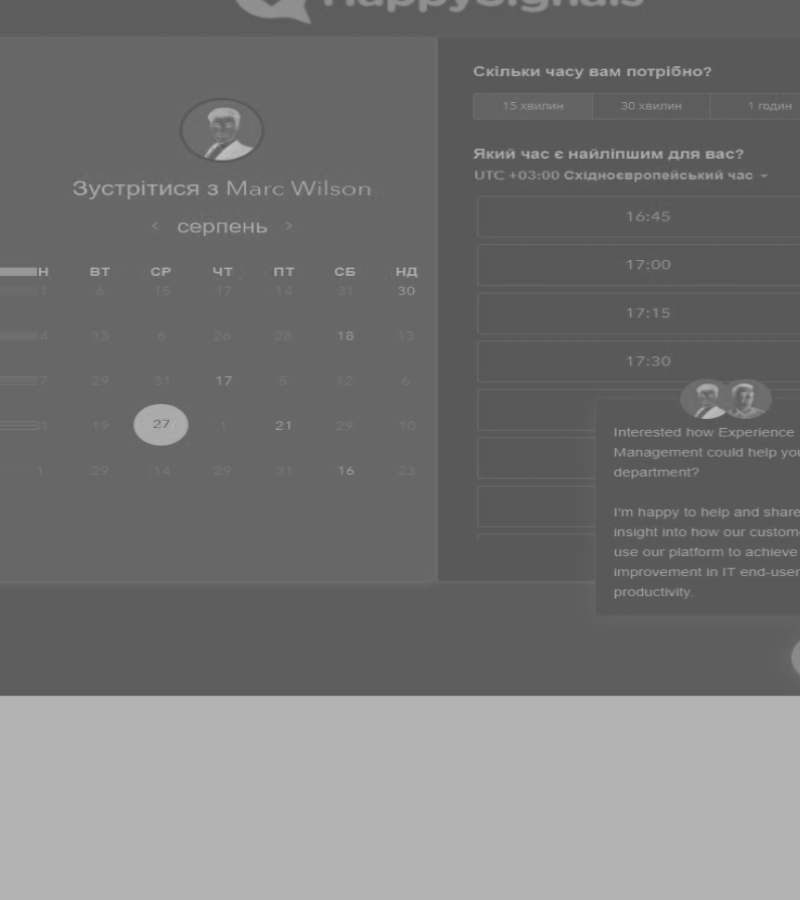 HappySignals
Зустрітися з Marc Wilson
серпень
Н ВТ СР ЧТ ПТ СБ НД
1 6 15 17 14 31 30
4 13 6 26 28 18 13
7 29 31 17 5 12 6
31 19 27 1 21 29 10
1 29 14 29 31 16 23
Скільки часу вам потрібно?
15 хвилин 30 хвилин 1 годин
Який час є найліпшим для вас?
UTC +03:00 Східноєвропейський час
16:45
17:00
17:15
17:30
Interested how Experience
Management could help you
department?
I'm happy to help and share
insight into how our custome
use our platform to achieve
improvement in IT end-user
productivity.